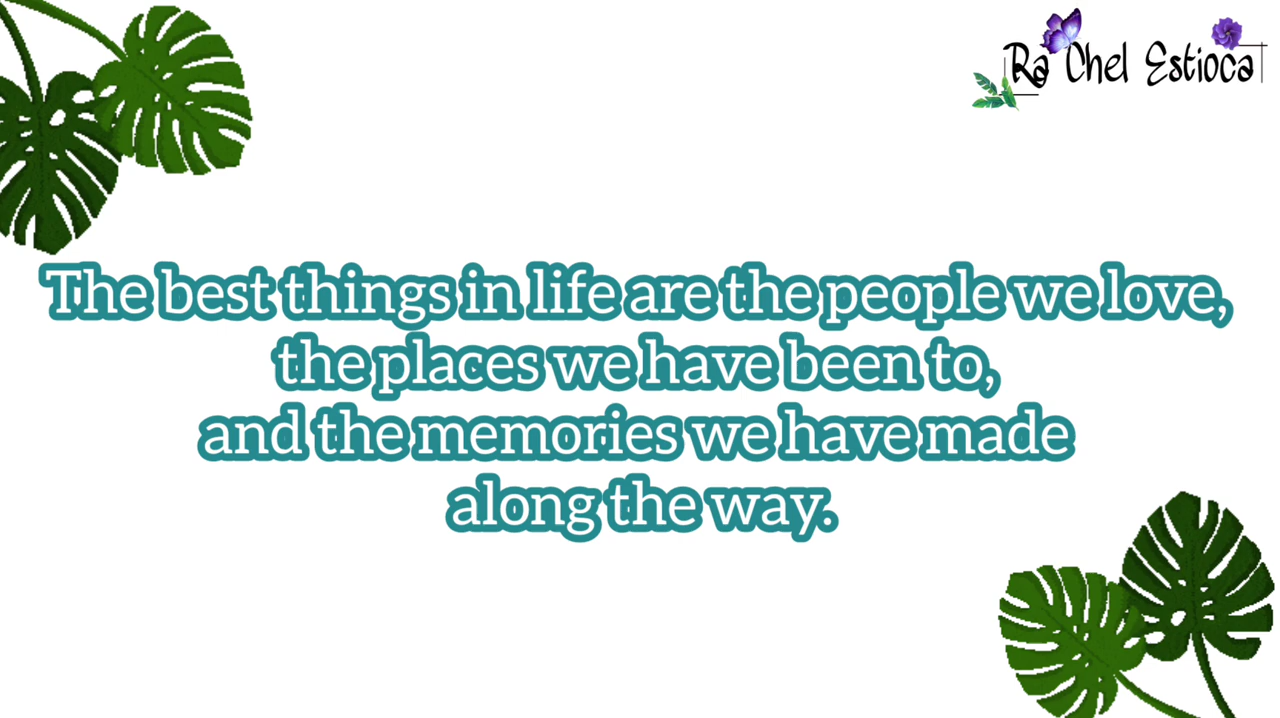 Ra Chel Estioca
The best things in life are the people we love,
the places we have been to,
and the memories we have made
along the way.